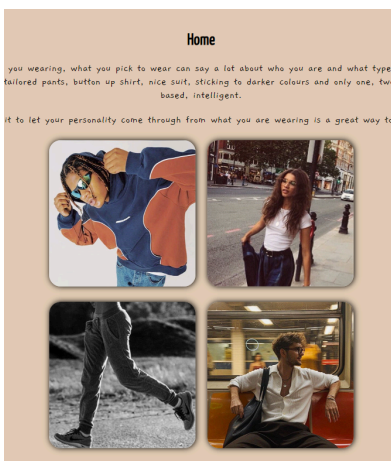 Home
you wearing, what you pick to wear can say a lot about who you are and what type
tailored pants, button up shirt, nice suit, sticking to darker colours and only one, tw
based, intelligent.
it to let your personality come through from what you are wearing is a great way to